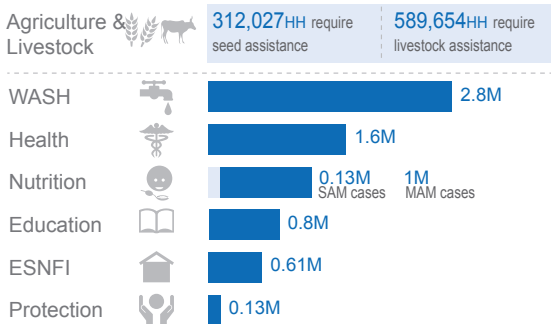 Agriculture & Livestock
312,027HH require seed assistance
589,654HH require livestock assistance
WASH 2.8M
Health 1.6M
Nutrition 0.13M SAM cases 1M MAM cases
Education 0.8M
ESNFI 0.61M
Protection 0.13M